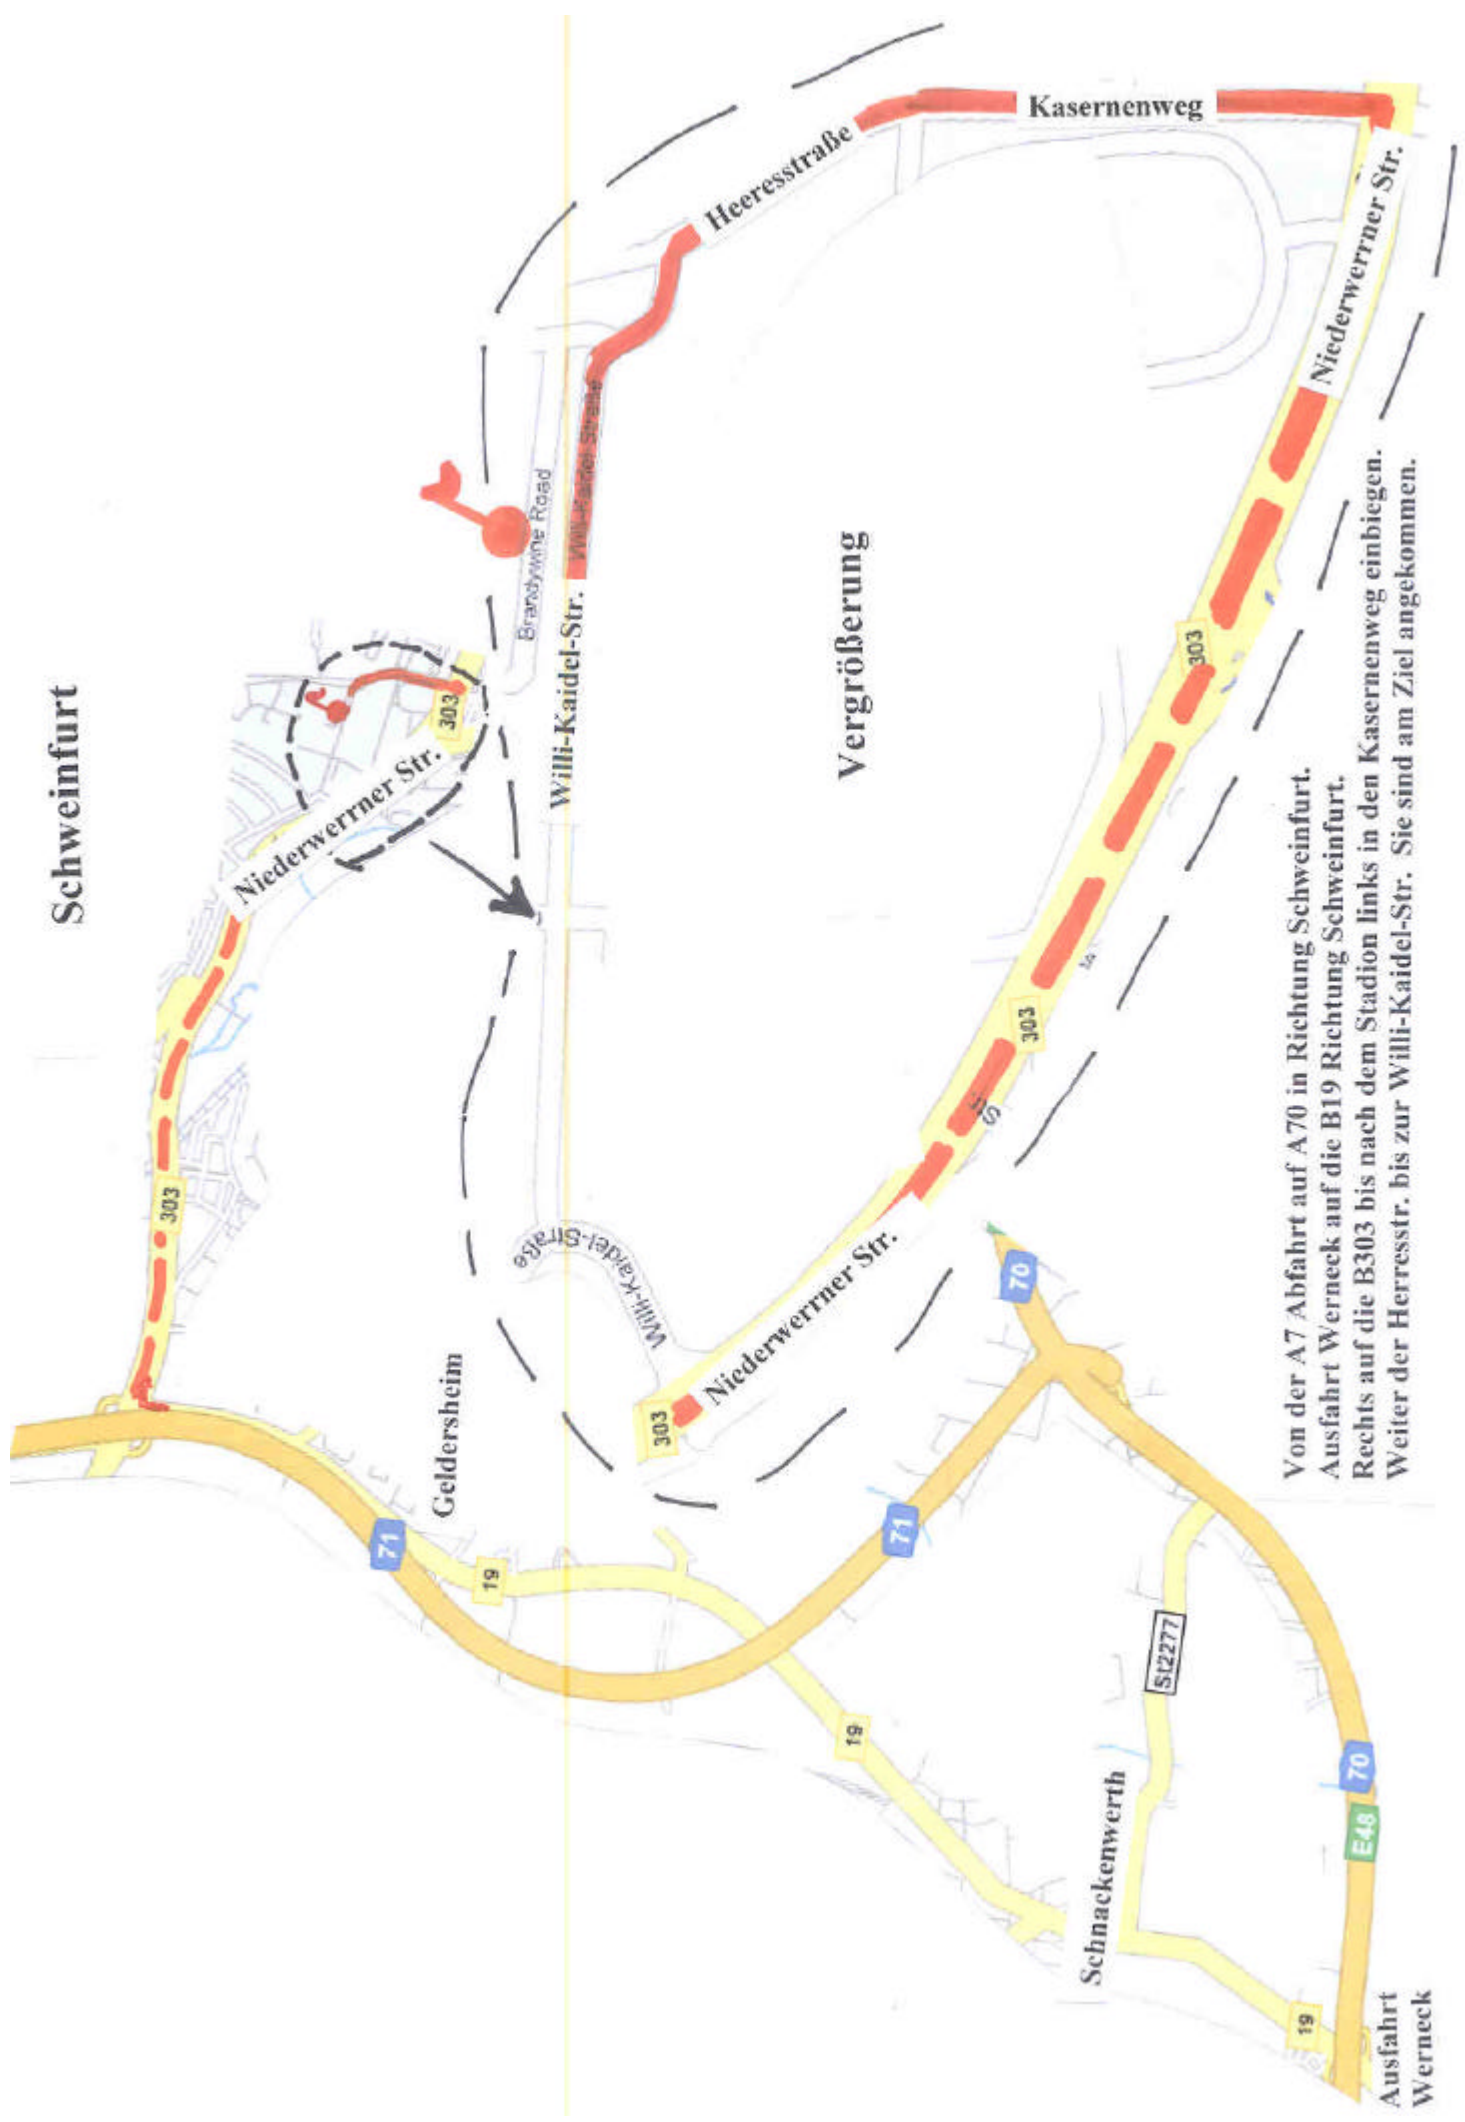 Schweinfurt
303
303
Niederwerrner Str.
Geldersheim
71
19
19
71
70
St2277
Schnackenwerth
70
E48
19
Ausfahrt
Werneck
Brandywine Road
Willi-Kaidel-Straße
Willi-Kaidel-Str.
Willi-Kaidel-Straße
Heeresstraße
Kasernenweg
Vergrößerung
303
Niederwerrner Str.
Str.
303
303
Niederwerrner Str.
Von der A7 Abfahrt auf A70 in Richtung Schweinfurt.
Ausfahrt Werneck auf die B19 Richtung Schweinfurt.
Rechts auf die B303 bis nach dem Stadion links in den Kasernenweg einbiegen.
Weiter der Herresstr. bis zur Willi-Kaidel-Str. Sie sind am Ziel angekommen.